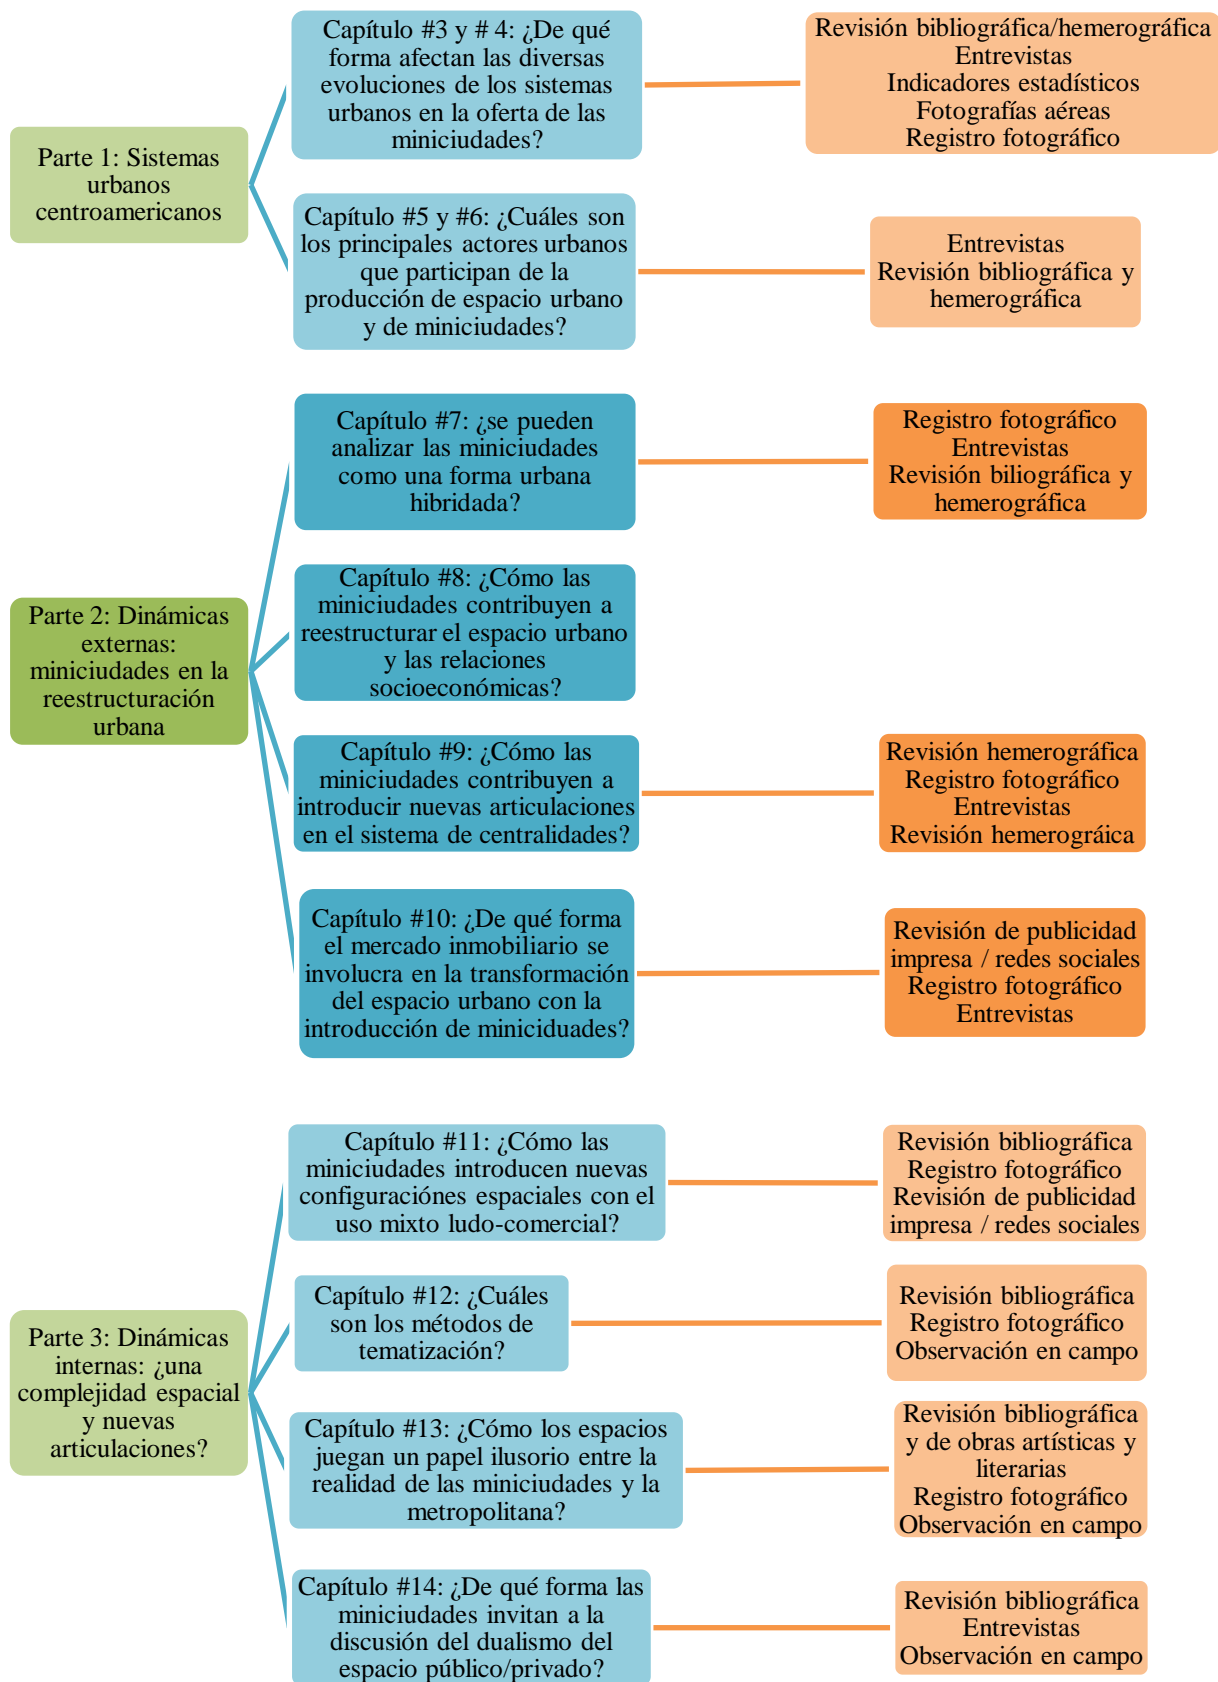 Parte 1: Sistemas
urbanos
centroamericanos
Capítulo #3 y # 4: ¿De qué
forma afectan las diversas
evoluciones de los sistemas
urbanos en la oferta de las
miniciudades?
Revisión bibliográfica/hemerográfica
Entrevistas
Indicadores estadísticos
Fotografías aéreas
Registro fotográfico
Capítulo #5 y #6: ¿Cuáles son
los principales actores urbanos
que participan de la
producción de espacio urbano
y de miniciudades?
Entrevistas
Revisión bibliográfica y
hemerográfica
Parte 2: Dinámicas
externas:
miniciudades en la
reestructuración
urbana
Capítulo #7: ¿se pueden
analizar las miniciudades
como una forma urbana
hibridada?
Registro fotográfico
Entrevistas
Revisión biliográfica y
hemerográfica
Capítulo #8: ¿Cómo las
miniciudades contribuyen a
reestructurar el espacio urbano
y las relaciones
socioeconómicas?
Capítulo #9: ¿Cómo las
miniciudades contribuyen a
introducir nuevas articulaciones
en el sistema de centralidades?
Revisión hemerográfica
Registro fotográfico
Entrevistas
Revisión hemerográica
Capítulo #10: ¿De qué forma
el mercado inmobiliario se
involucra en la transformación
del espacio urbano con la
introducción de minicidudades?
Revisión de publicidad
impresa / redes sociales
Registro fotográfico
Entrevistas
Parte 3: Dinámicas
internas: ¿una
complejidad espacial
y nuevas
articulaciones?
Capítulo #11: ¿Cómo las
miniciudades introducen nuevas
configuraciónes espaciales con el
uso mixto ludo-comercial?
Revisión bibliográfica
Registro fotográfico
Revisión de publicidad
impresa / redes sociales
Capítulo #12: ¿Cuáles
son los métodos de
tematización?
Revisión bibliográfica
Registro fotográfico
Observación en campo
Capítulo #13: ¿Cómo los espacios
juegan un papel ilusorio entre la
realidad de las miniciudades y la
metropolitana?
Revisión bibliográfica
y de obras artísticas y
literarias
Registro fotográfico
Observación en campo
Capítulo #14: ¿De qué forma las
miniciudades invitan a la
discusión del dualismo del
espacio público/privado?
Revisión bibliográfica
Entrevistas
Observación en campo